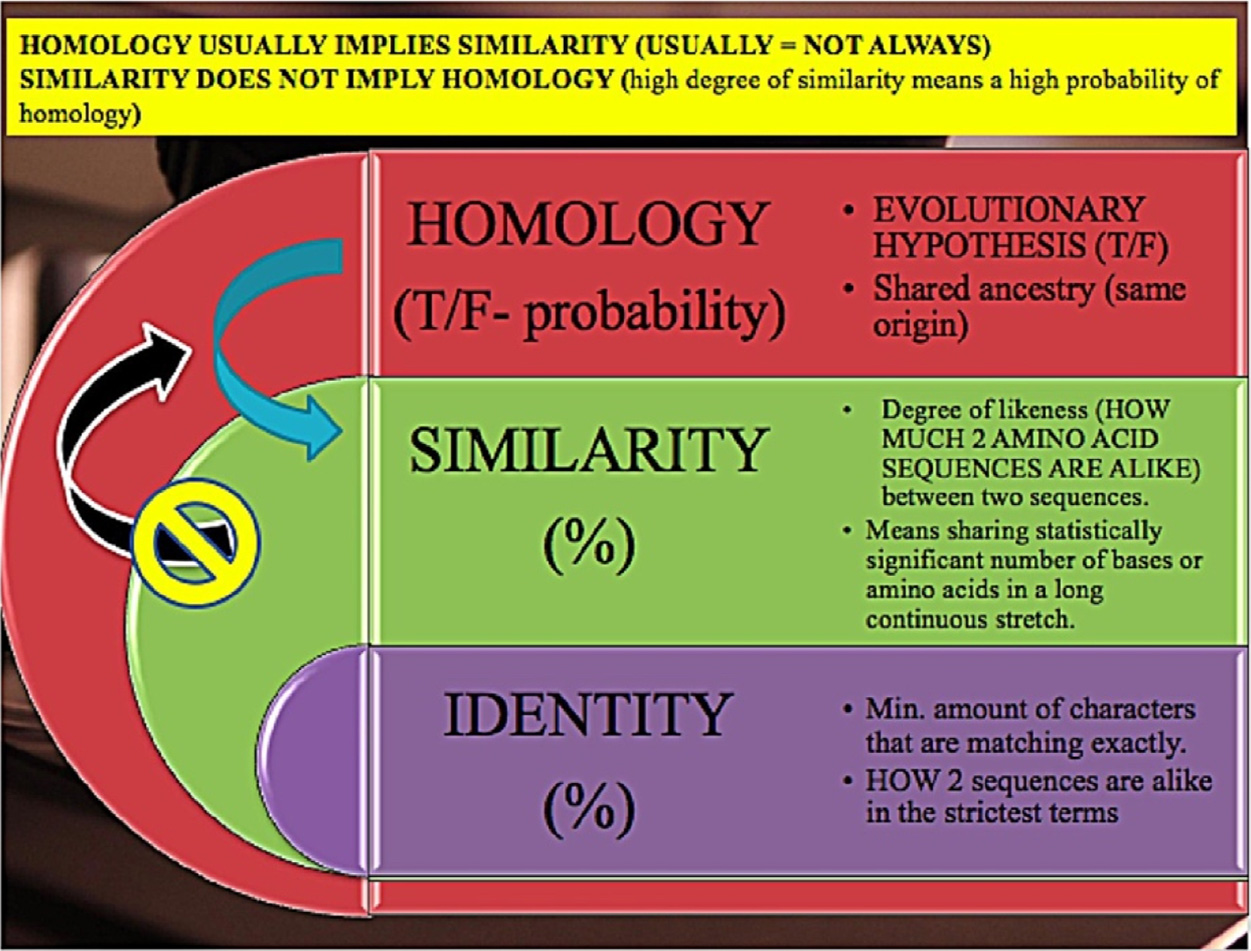 HOMOLOGY USUALLY IMPLIES SIMILARITY (USUALLY = NOT ALWAYS)
SIMILARITY DOES NOT IMPLY HOMOLOGY (high degree of similarity means a high probability of
homology)
HOMOLOGY
(T/F- probability)
• EVOLUTIONARY
HYPOTHESIS (T/F)
• Shared ancestry (same
origin)
SIMILARITY
(%)
• Degree of likeness (HOW
MUCH 2 AMINO ACID
SEQUENCES ARE ALIKE)
between two sequences.
• Means sharing statistically
significant number of bases or
amino acids in a long
continuous stretch.
IDENTITY
(%)
• Min. amount of characters
that are matching exactly.
• HOW 2 sequences are alike
in the strictest terms